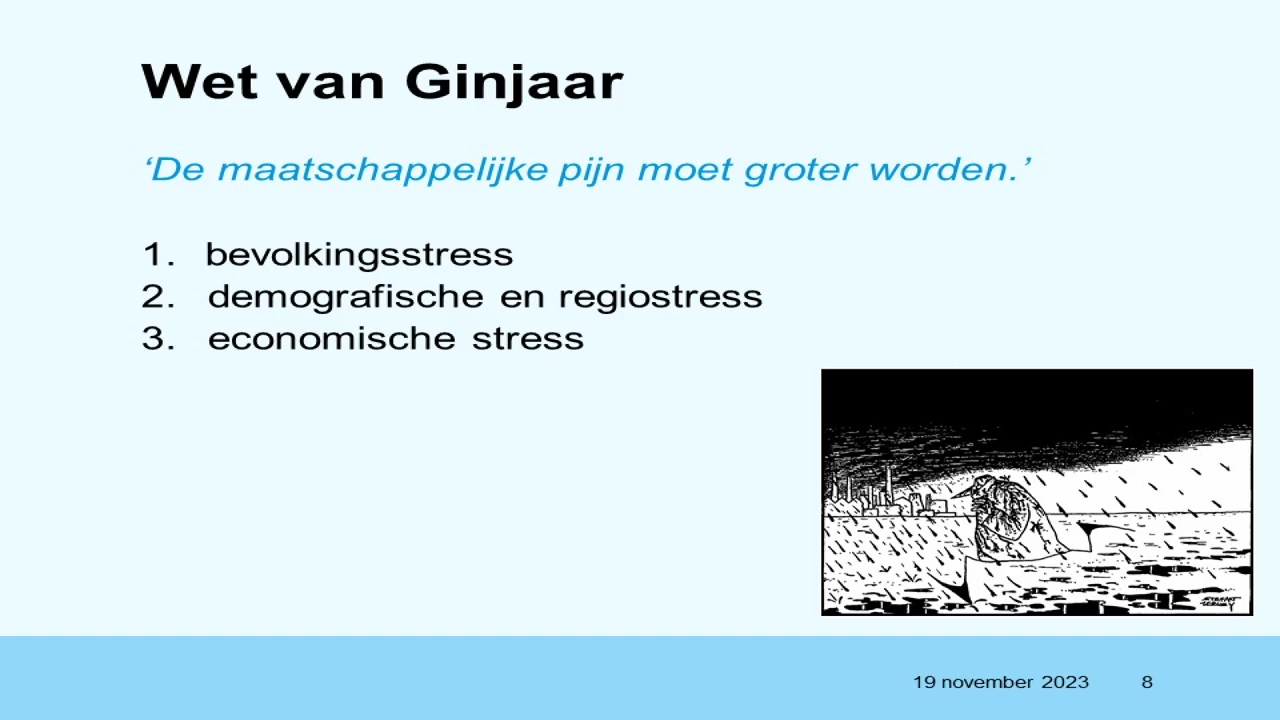 Wet van Ginjaar
‘De maatschappelijke pijn moet groter worden.’
1. bevolkingsstress
2. demografische en regiostress
3. economische stress
19 november 2023 8